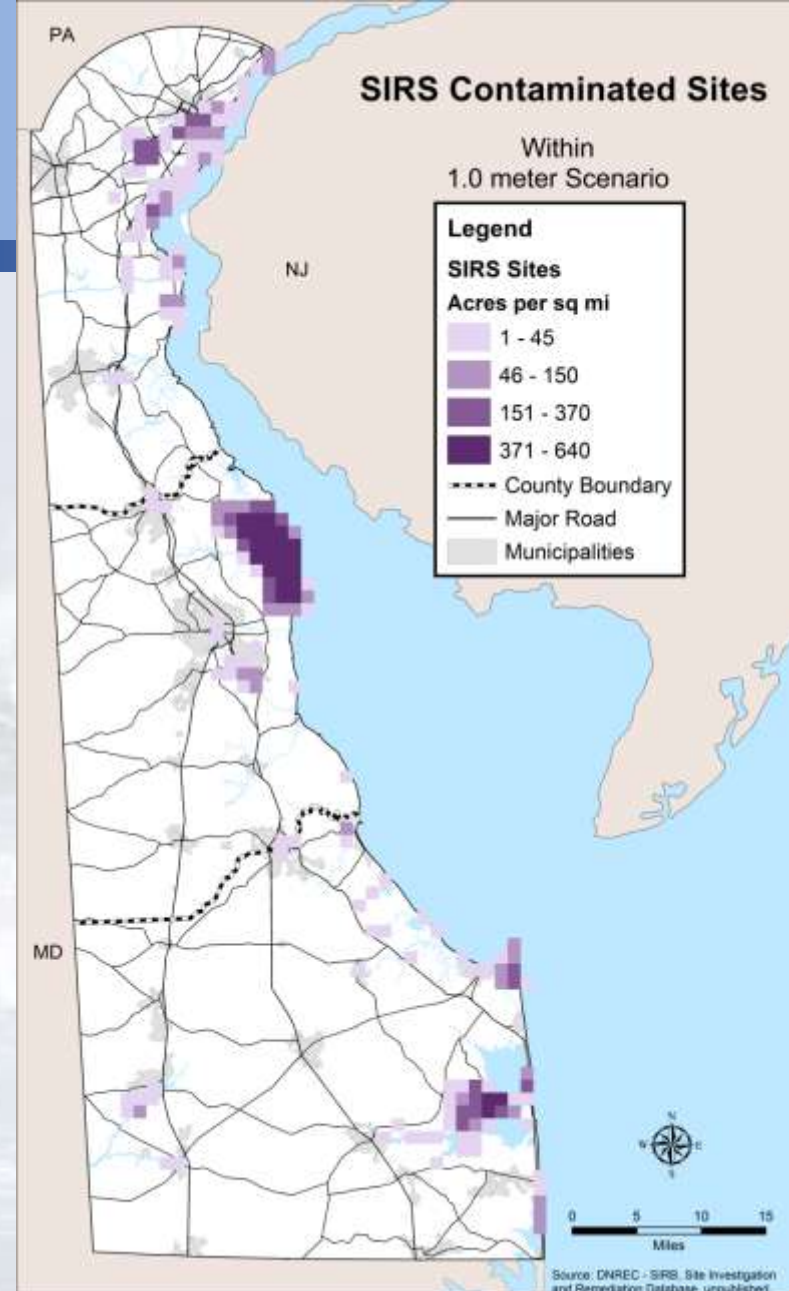 PA
SIRS Contaminated Sites
Within
1.0 meter Scenario
NJ
Legend
SIRS Sites
Acres per sq mi
1 - 45
46 - 150
151 - 370
371 - 640
County Boundary
Major Road
Municipalities
MD
N
W
E
S
0 5 10 15
Miles
Source: DNREC - SIRB, Site Investigation
and Remediation Database, unpublished